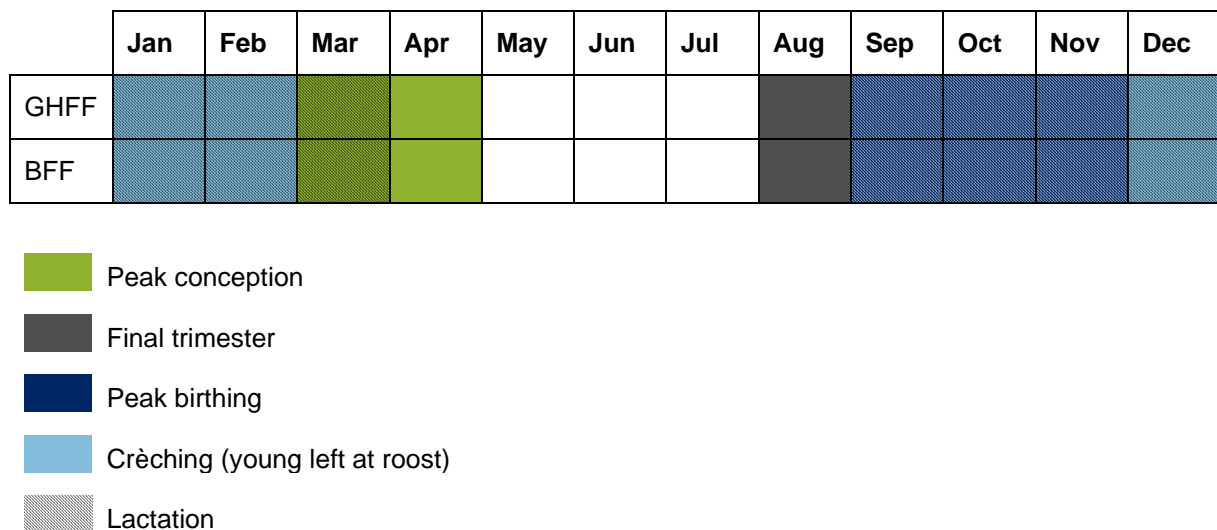 Jan Feb Mar Apr May Jun Jul Aug Sep Oct Nov Dec
GHFF
BFF
Peak conception
Final trimester
Peak birthing
Crèching (young left at roost)
Lactation